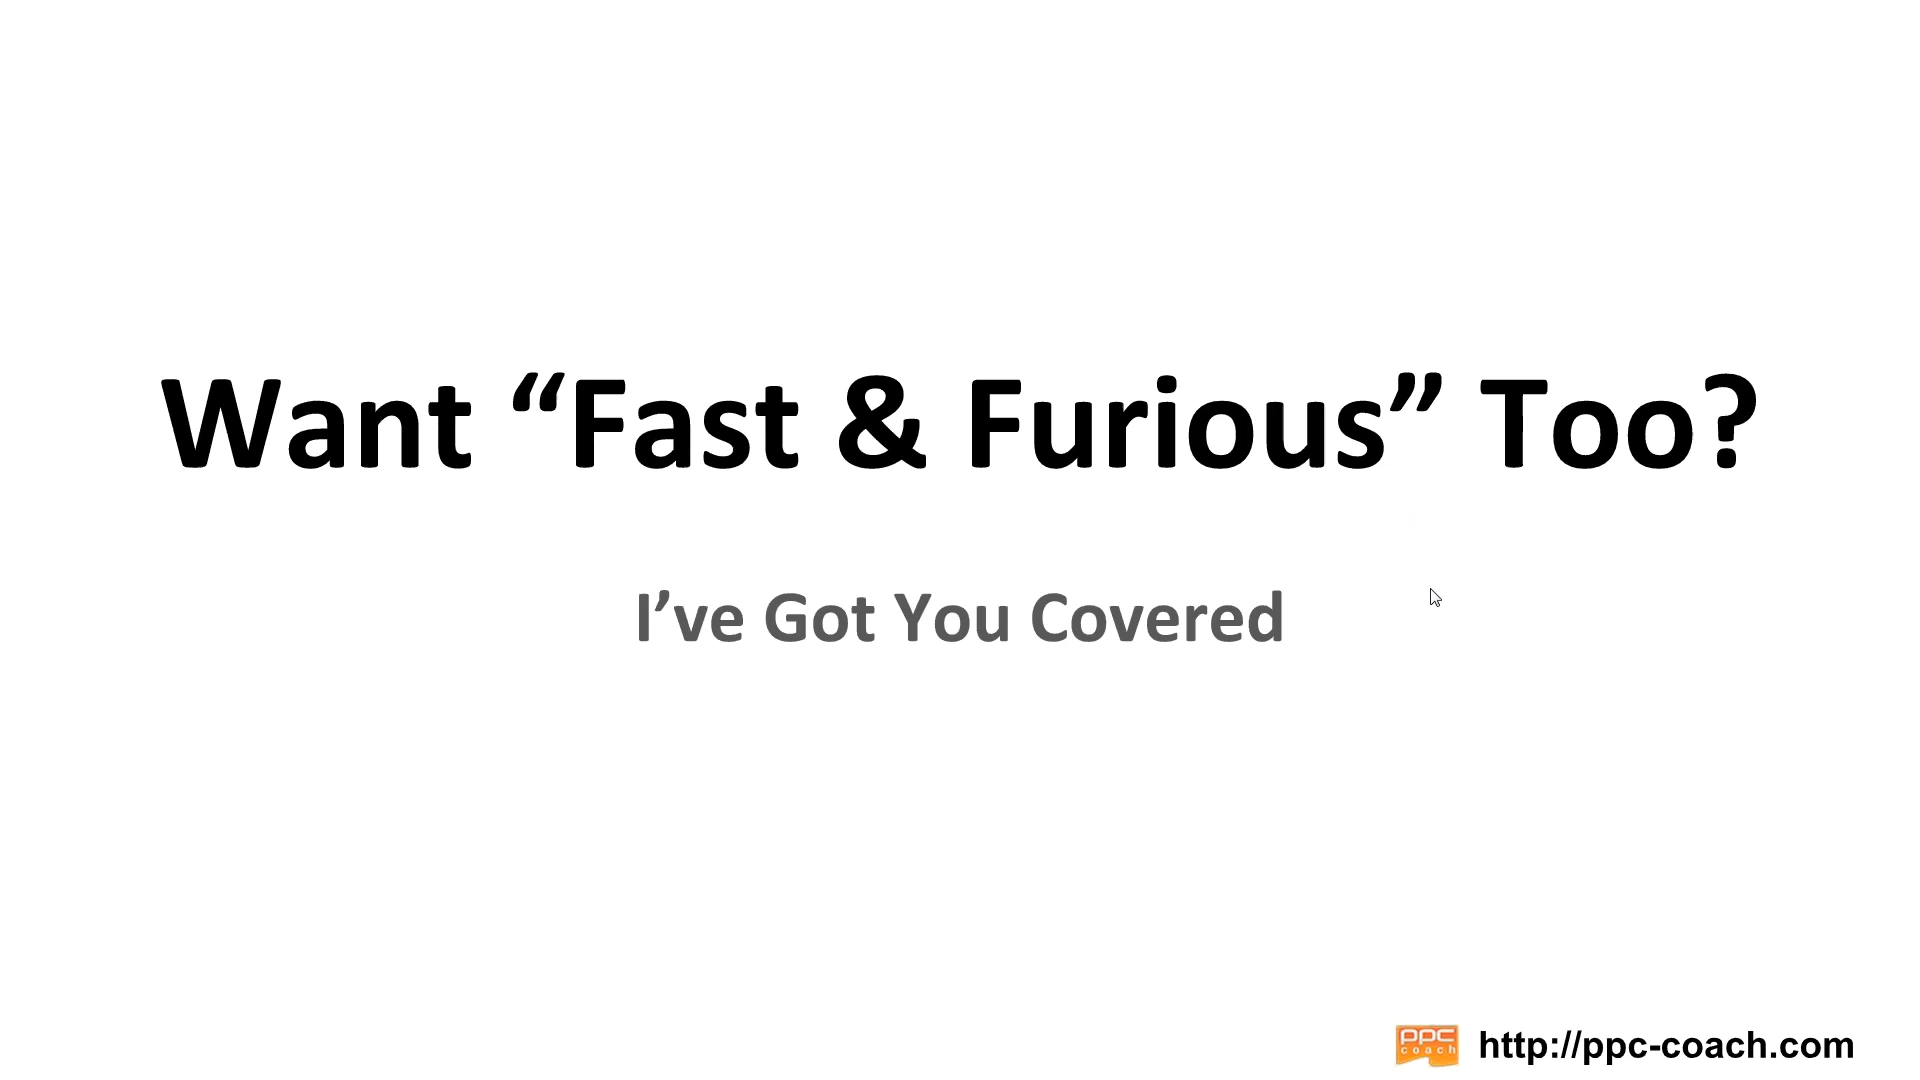 Want “Fast & Furious” Too?
I’ve Got You Covered
ppc
coach
http://ppc-coach.com